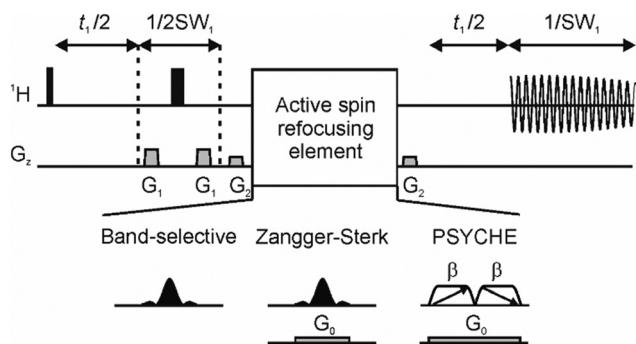 t₁/2 1/2SW₁ t₁/2 1/SW₁
¹H
Active spin
refocusing
element
G_z
G₁ G₁ G₂ G₂
Band-selective Zangger-Sterk PSYCHE
β β
G₀ G₀